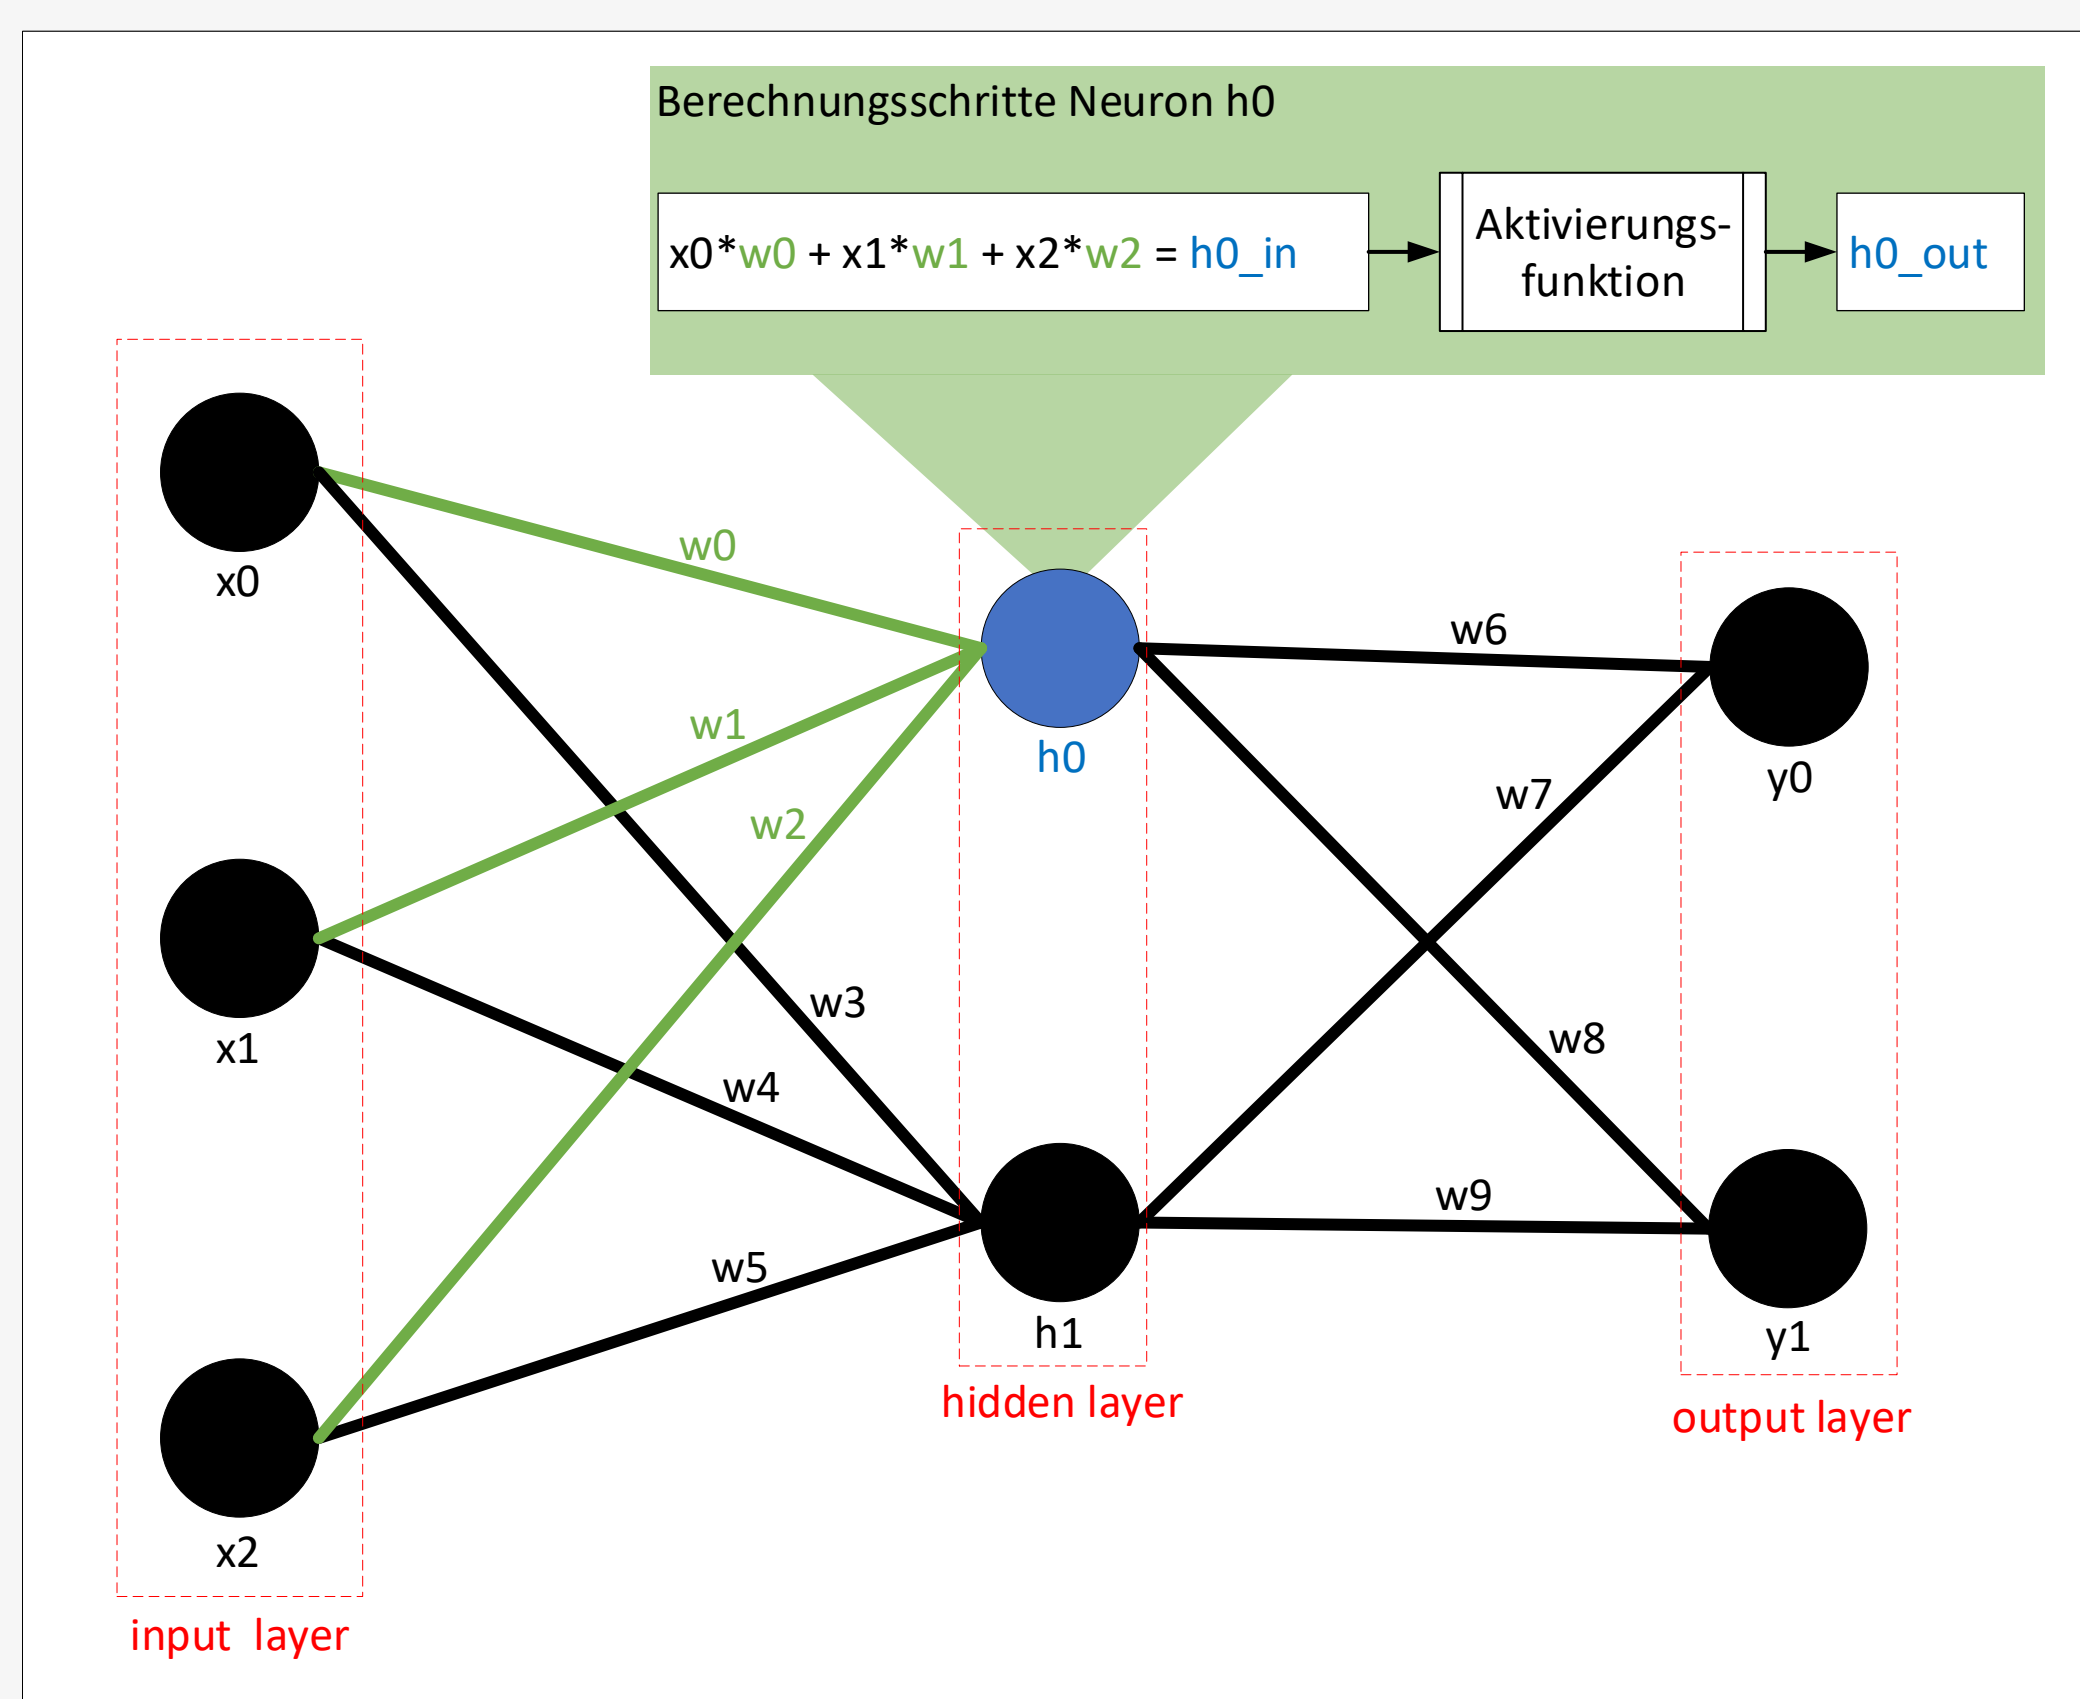 Berechnungsschritte Neuron h0
x0*w0 + x1*w1 + x2*w2 = h0_in
Aktivierungs-
funktion
h0_out
x0
x1
x2
input layer
w0
w1
w2
w3
w4
w5
h0
h1
hidden layer
w6
w7
w8
w9
y0
y1
output layer